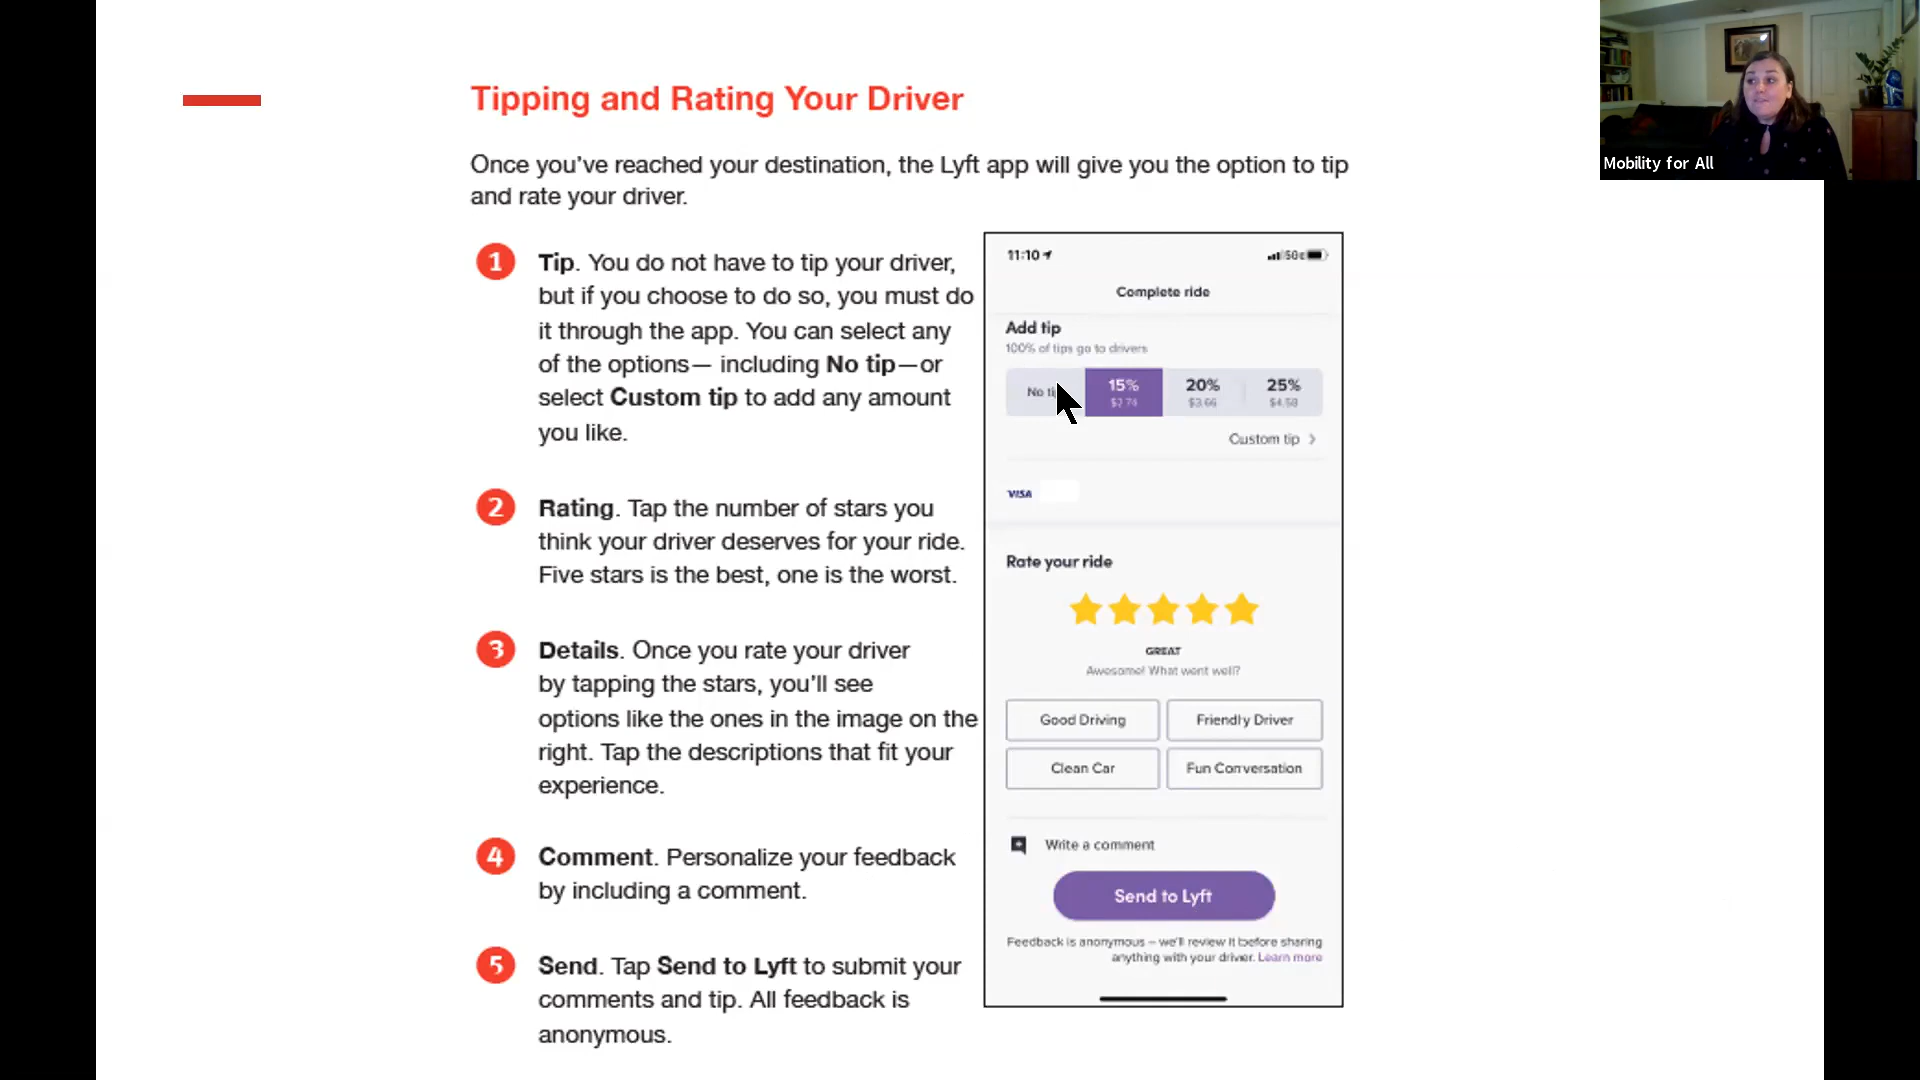 Tipping and Rating Your Driver
Mobility for All
Once you’ve reached your destination, the Lyft app will give you the option to tip
and rate your driver.
1 Tip. You do not have to tip your driver,
but if you choose to do so, you must do
it through the app. You can select any
of the options— including No tip—or
select Custom tip to add any amount
you like.
2 Rating. Tap the number of stars you
think your driver deserves for your ride.
Five stars is the best, one is the worst.
3 Details. Once you rate your driver
by tapping the stars, you’ll see
options like the ones in the image on the
right. Tap the descriptions that fit your
experience.
4 Comment. Personalize your feedback
by including a comment.
5 Send. Tap Send to Lyft to submit your
comments and tip. All feedback is
anonymous.
11:10
Complete ride
Add tip
100% of tips go to drivers
No 15% 20% 25%
$3.66
Custom tip
VISA
Rate your ride
GREAT
Awesome! What went well?
Good Driving Friendly Driver
Clean Car Fun Conversation
Write a comment
Send to Lyft
Feedback is anonymous – we’ll review it before sharing
anything with your driver. Learn more